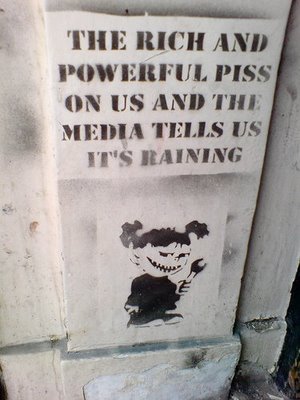 THE RICH AND
POWERFUL PISS
ON US AND THE
MEDIA TELLS US
IT'S RAINING